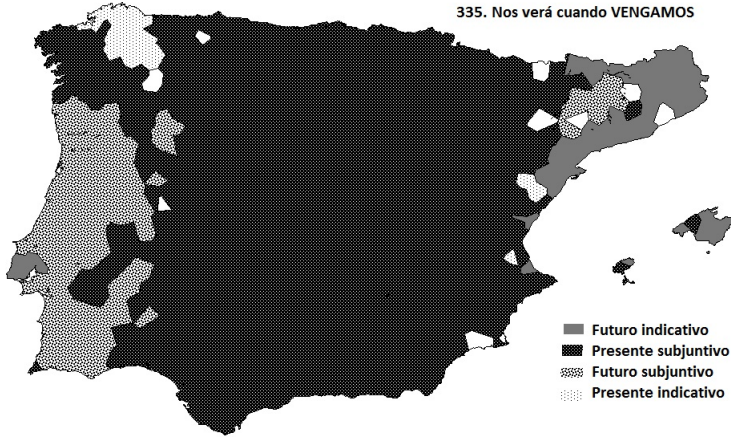 335. Nos verá cuando VENGAMOS
Futuro indicativo
Presente subjuntivo
Futuro subjuntivo
Presente indicativo